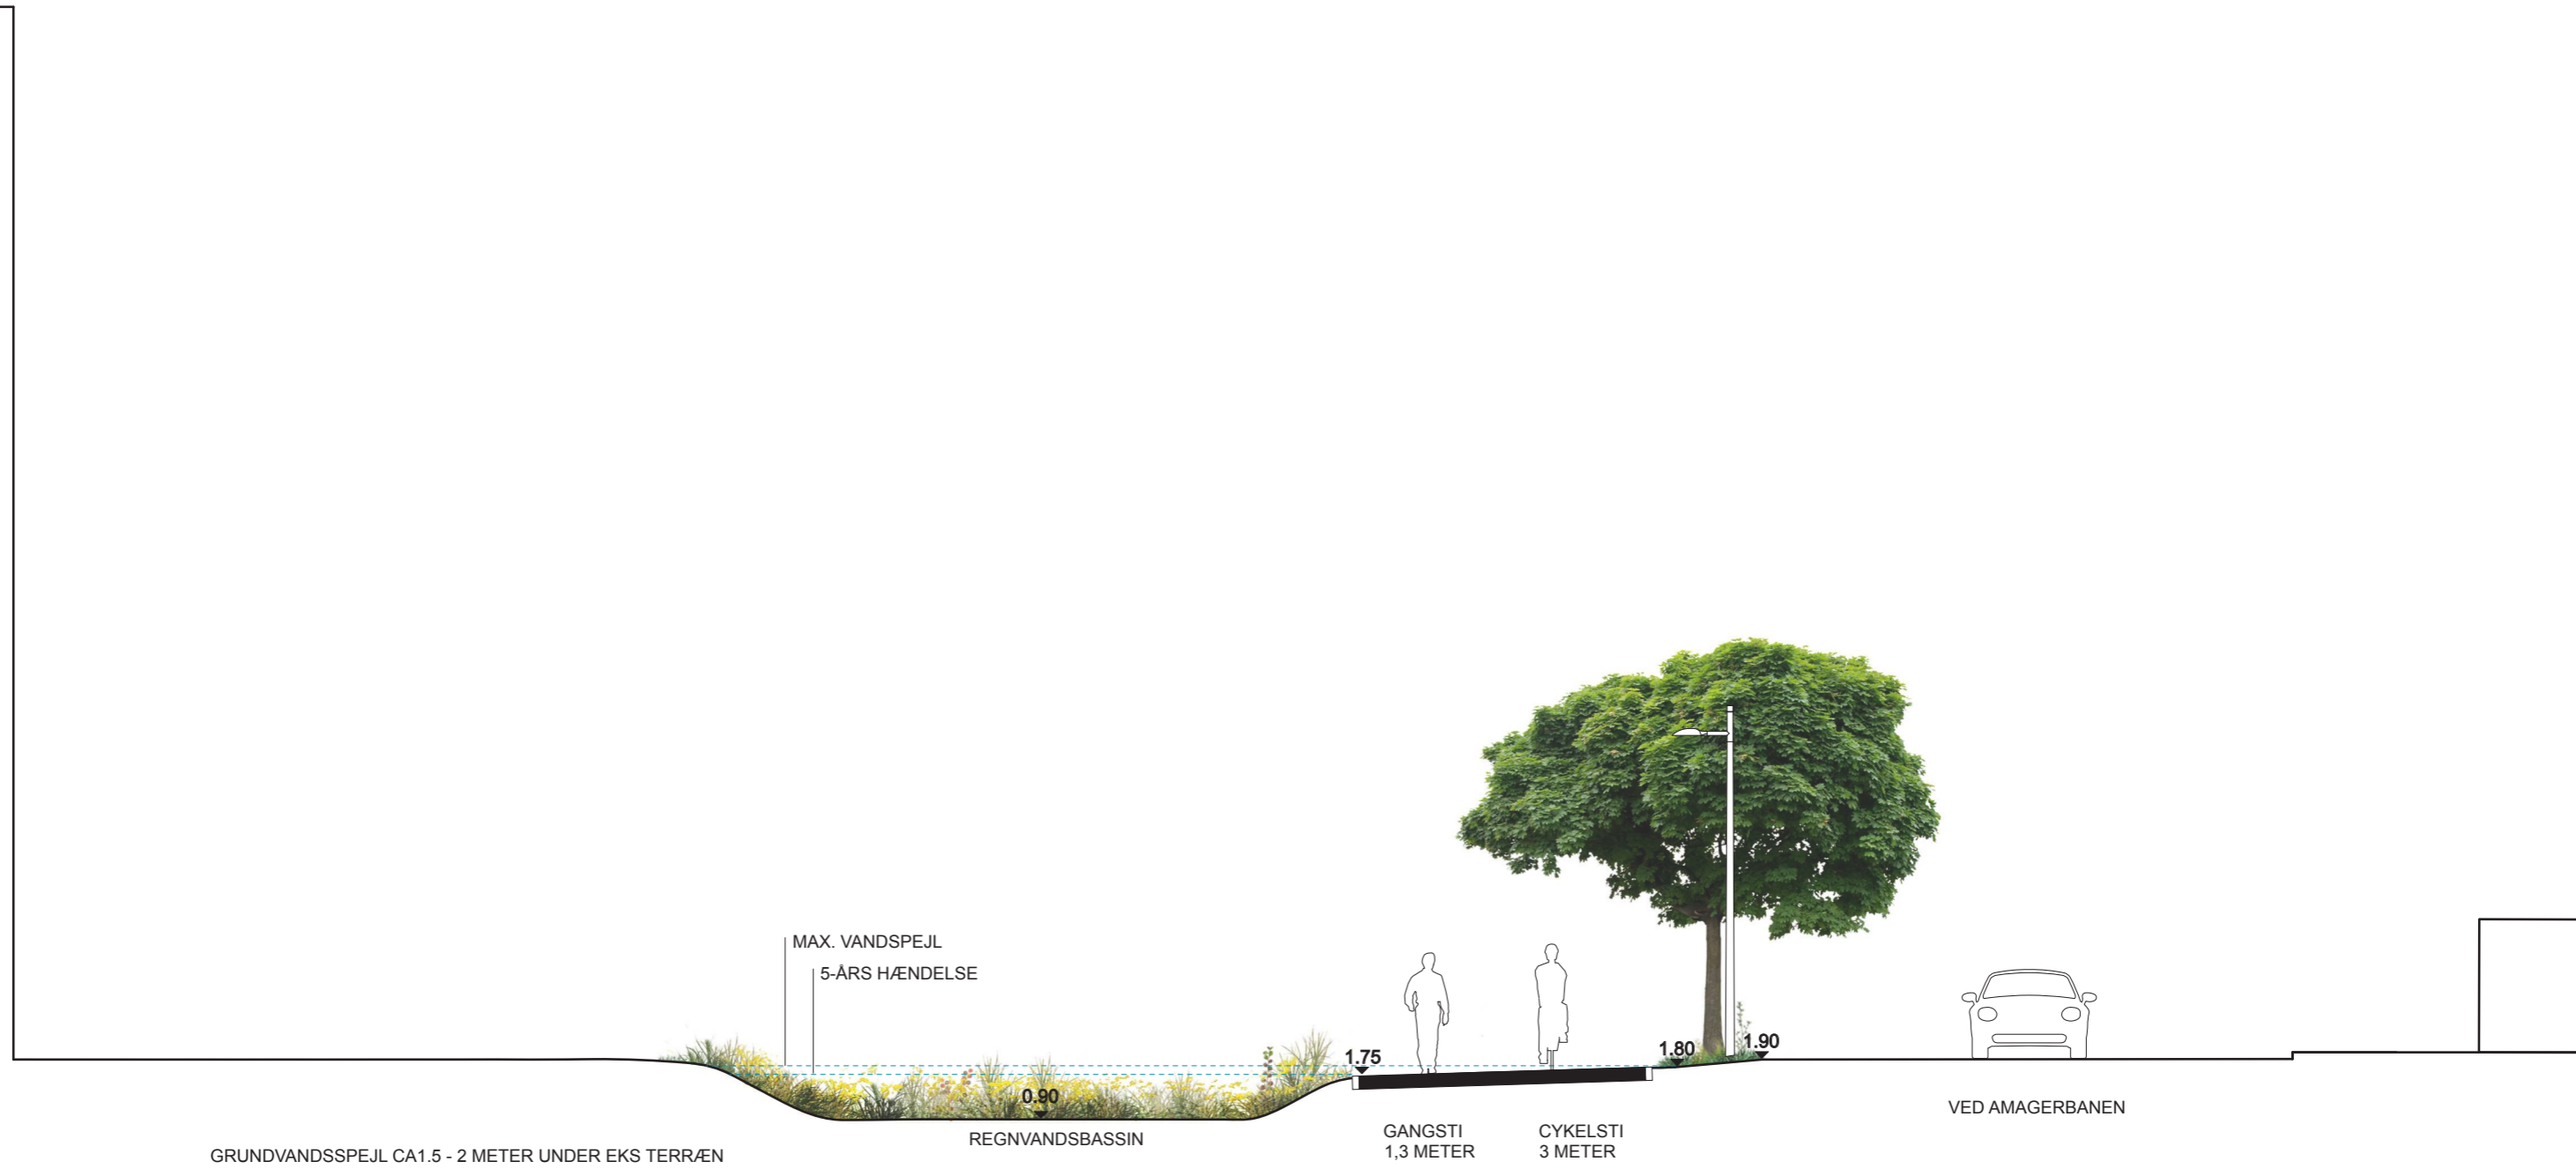 MAX. VANDSPEJL
5-ÅRS HÆNDELSE
1.75
1.80
1.90
0.90
REGNVANDSBASSIN
GANGSTI
1,3 METER
CYKELSTI
3 METER
VED AMAGERBANEN
GRUNDVANDSSPEJL CA1.5 - 2 METER UNDER EKS TERRÆN